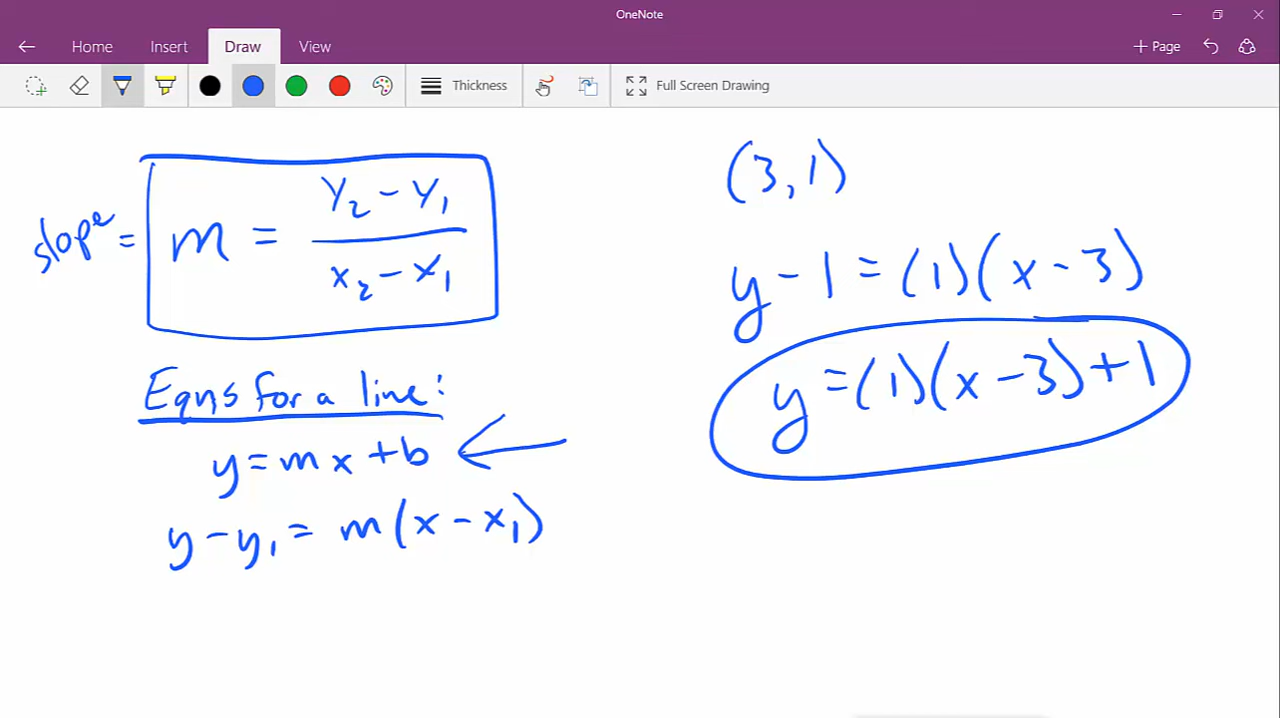 OneNote
Home Insert Draw View + Page
Thickness Full Screen Drawing
slope = m = (y₂ - y₁) / (x₂ - x₁)
Eqns for a line:
y = mx + b
y - y₁ = m(x - x₁)
(3, 1)
y - 1 = (1)(x - 3)
y = (1)(x - 3) + 1